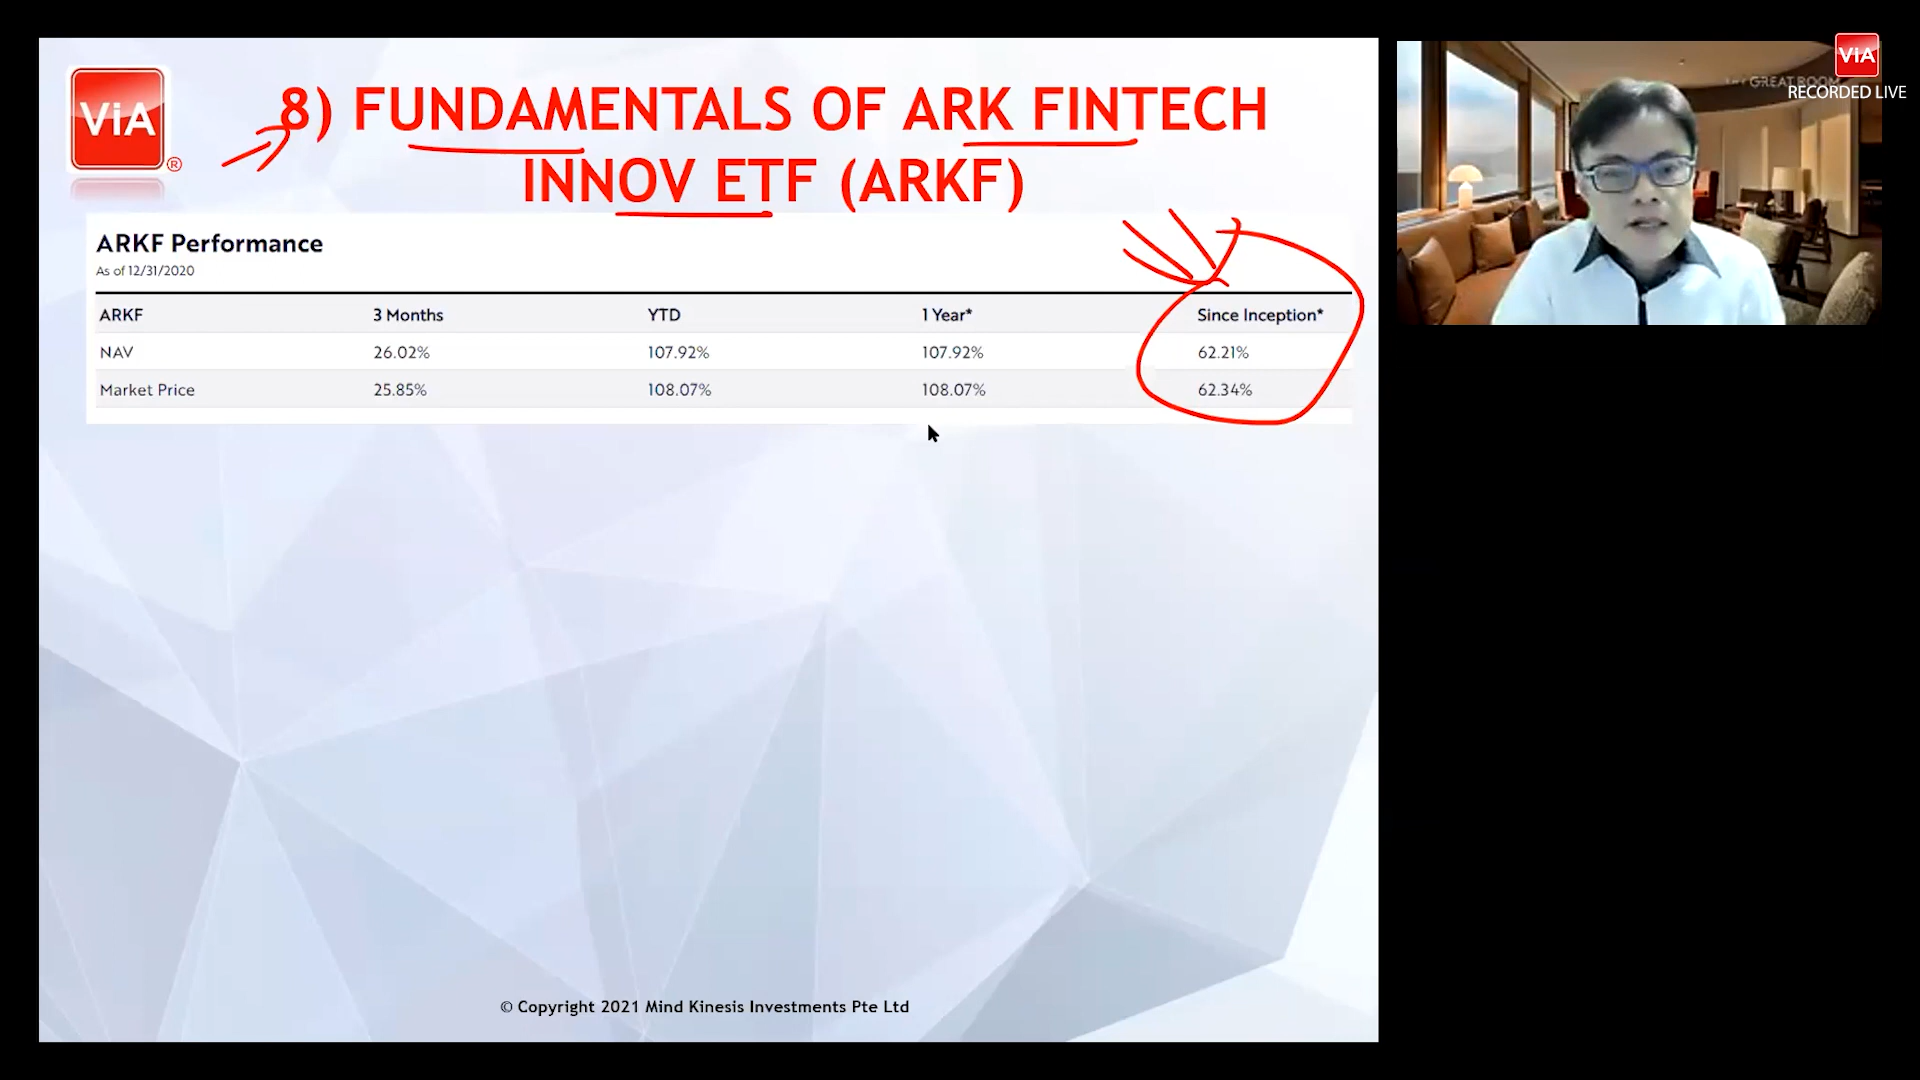 ViA
®
8) FUNDAMENTALS OF ARK FINTECH
INNOV ETF (ARKF)
ARKF Performance
As of 12/31/2020
ARKF 3 Months YTD 1 Year* Since Inception*
NAV 26.02% 107.92% 107.92% 62.21%
Market Price 25.85% 108.07% 108.07% 62.34%
© Copyright 2021 Mind Kinesis Investments Pte Ltd
ViA
GREAT ROOM
RECORDED LIVE